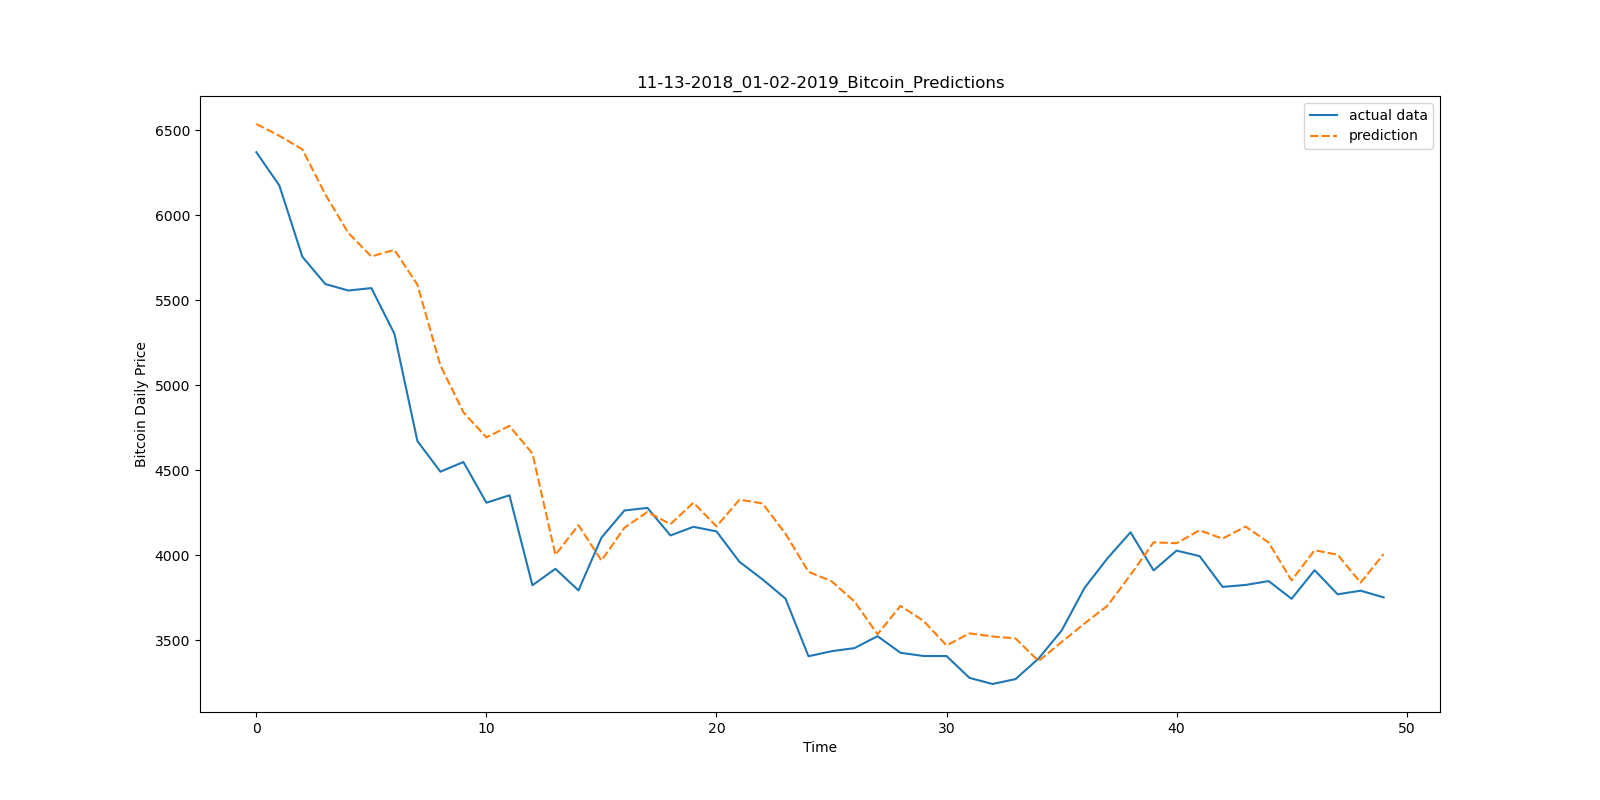 11-13-2018_01-02-2019_Bitcoin_Predictions
actual data
prediction
6500
6000
5500
5000
4500
4000
3500
Bitcoin Daily Price
0 10 20 30 40 50
Time